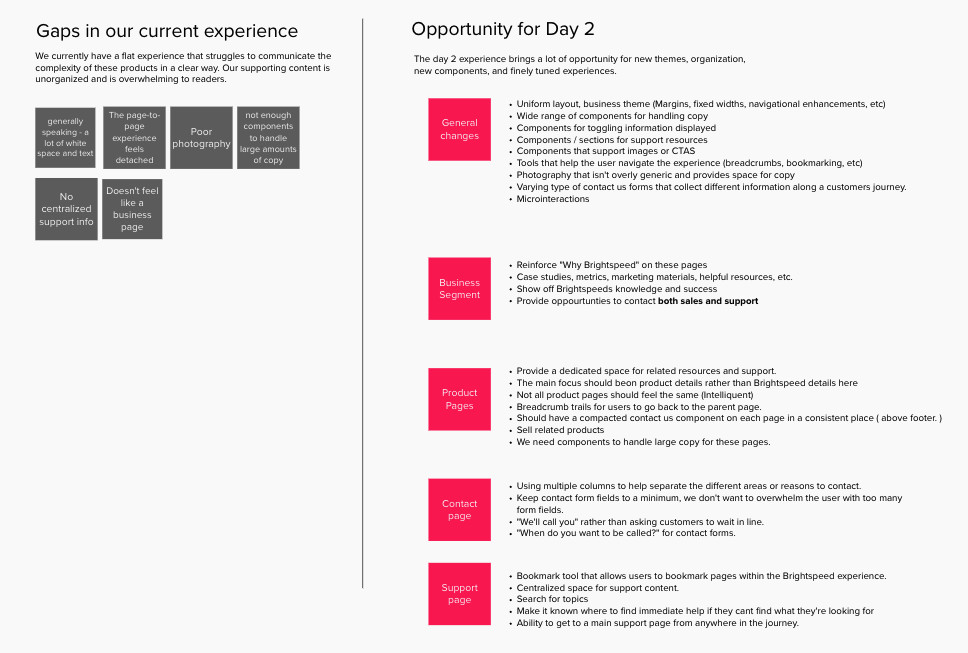 Gaps in our current experience
We currently have a flat experience that struggles to communicate the
complexity of these products in a clear way. Our supporting content is
unorganized and is overwhelming to readers.
generally
speaking - a
lot of white
space and text
The page-to-
page
experience
feels
detached
Poor
photography
not enough
components
to handle
large amounts
of copy
No
centralized
support info
Doesn't feel
like a
business
page
Opportunity for Day 2
The day 2 experience brings a lot of opportunity for new themes, organization,
new components, and finely tuned experiences.
General
changes
• Uniform layout, business theme (Margins, fixed widths, navigational enhancements, etc)
• Wide range of components for handling copy
• Components for toggling information displayed
• Components / sections for support resources
• Components that support images or CTAS
• Tools that help the user navigate the experience (breadcrumbs, bookmarking, etc)
• Photography that isn't overly generic and provides space for copy
• Varying type of contact us forms that collect different information along a customers journey.
• Microinteractions
Business
Segment
• Reinforce "Why Brightspeed" on these pages
• Case studies, metrics, marketing materials, helpful resources, etc.
• Show off Brightspeeds knowledge and success
• Provide oppourtunties to contact both sales and support
Product
Pages
• Provide a dedicated space for related resources and support.
• The main focus should been product details rather than Brightspeed details here
• Not all product pages should feel the same (Intelliquent)
• Breadcrumb trails for users to go back to the parent page.
• Should have a compacted contact us component on each page in a consistent place ( above footer. )
• Sell related products
• We need components to handle large copy for these pages.
Contact
page
• Using multiple columns to help separate the different areas or reasons to contact.
• Keep contact form fields to a minimum, we don't want to overwhelm the user with too many
form fields.
• "We'll call you" rather than asking customers to wait in line.
• "When do you want to be called?" for contact forms.
Support
page
• Bookmark tool that allows users to bookmark pages within the Brightspeed experience.
• Centralized space for support content.
• Search for topics
• Make it known where to find immediate help if they cant find what they're looking for
• Ability to get to a main support page from anywhere in the journey.